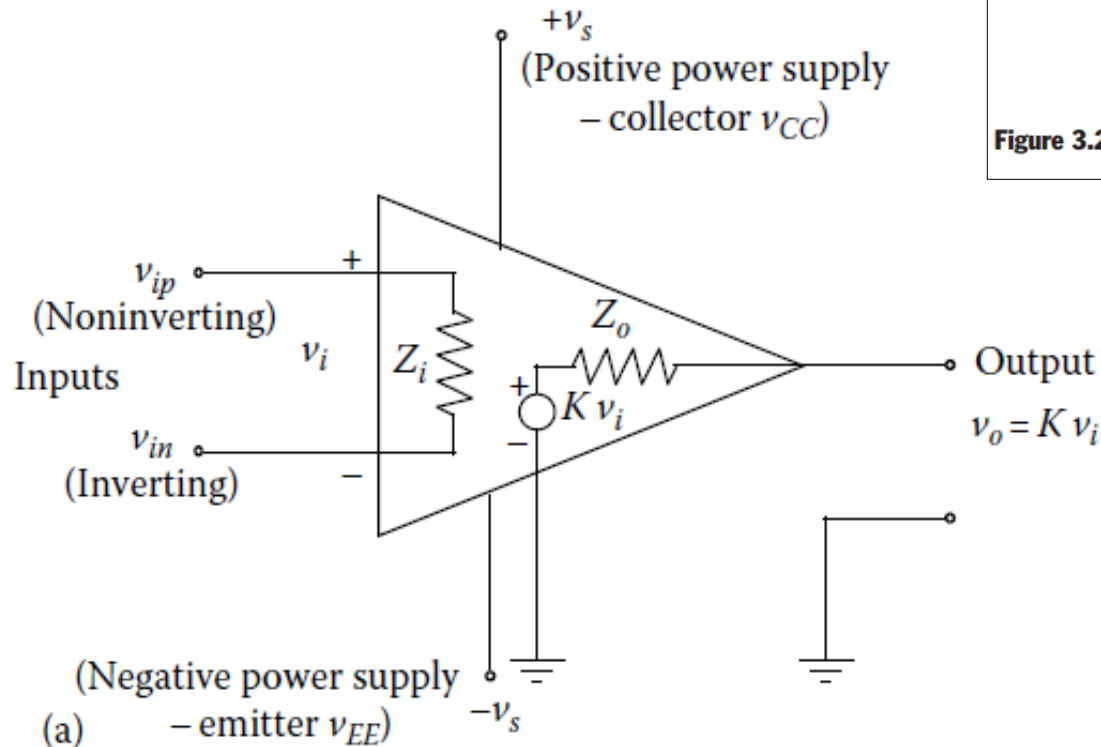 +v_s
(Positive power supply
– collector v_CC)
Figure 3.2
+
v_ip
(Noninverting)
v_i
Z_i
Inputs
v_in
(Inverting)
–
Z_o
+
K v_i
–
Output
v_o = K v_i
(Negative power supply
– emitter v_EE)
–v_s
(a)